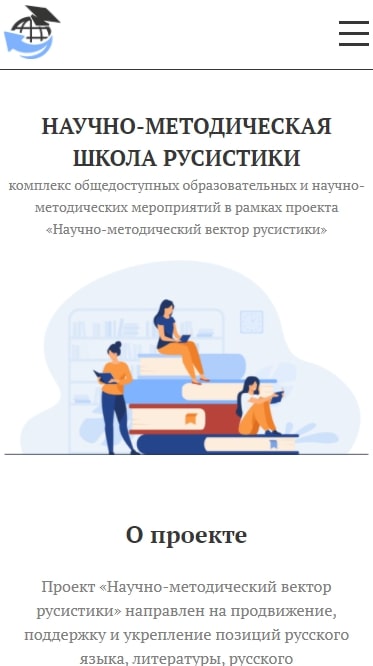 НАУЧНО-МЕТОДИЧЕСКАЯ
ШКОЛА РУСИСТИКИ
комплекс общедоступных образовательных и научно-
методических мероприятий в рамках проекта
«Научно-методический вектор русистики»
О проекте
Проект «Научно-методический вектор
русистики» направлен на продвижение,
поддержку и укрепление позиций русского
языка, литературы, русского